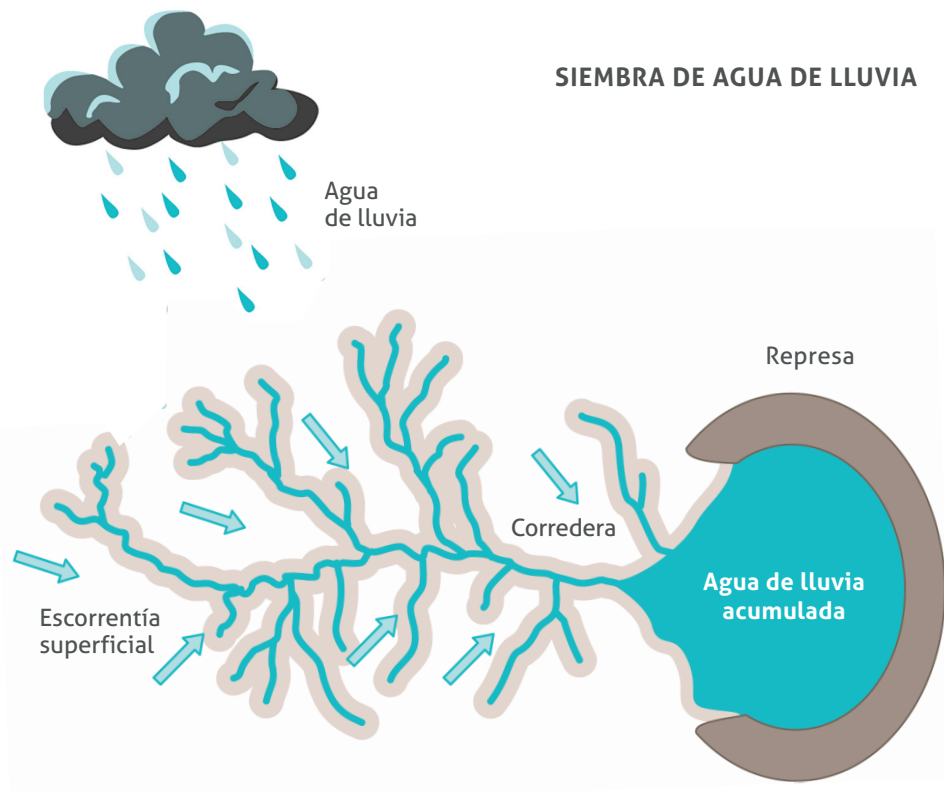 SIEMBRA DE AGUA DE LLUVIA
Agua
de lluvia
Represa
Corredera
Agua de lluvia
acumulada
Escorrentía
superficial